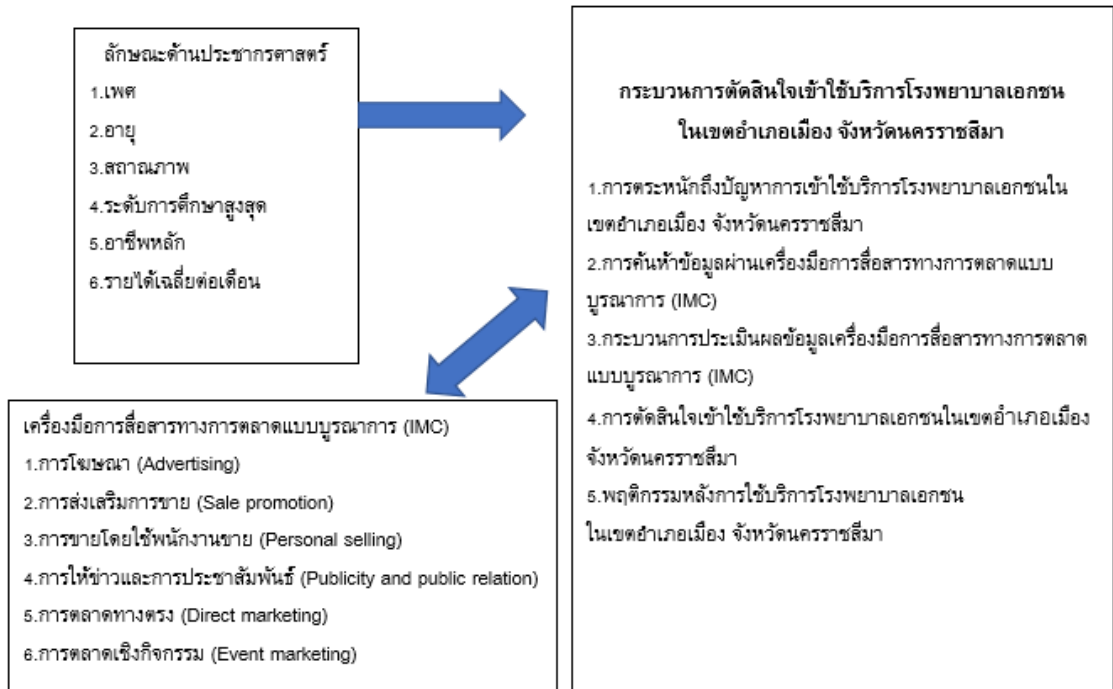 ลักษณะด้านประชากรศาสตร์
1.เพศ
2.อายุ
3.สถาณภาพ
4.ระดับการศึกษาสูงสุด
5.อาชีพหลัก
6.รายได้เฉลี่ยต่อเดือน
เครื่องมือการสื่อสารทางการตลาดแบบบูรณาการ (IMC)
1.การโฆษณา (Advertising)
2.การส่งเสริมการขาย (Sale promotion)
3.การขายโดยใช้พนักงานขาย (Personal selling)
4.การให้ข่าวและการประชาสัมพันธ์ (Publicity and public relation)
5.การตลาดทางตรง (Direct marketing)
6.การตลาดเชิงกิจกรรม (Event marketing)
กระบวนการตัดสินใจเข้าใช้บริการโรงพยาบาลเอกชน
ในเขตอำเภอเมือง จังหวัดนครราชสีมา
1.การตระหนักถึงปัญหาการเข้าใช้บริการโรงพยาบาลเอกชนใน
เขตอำเภอเมือง จังหวัดนครราชสีมา
2.การค้นห้าข้อมูลผ่านเครื่องมือการสื่อสารทางการตลาดแบบ
บูรณาการ (IMC)
3.กระบวนการประเมินผลข้อมูลเครื่องมือการสื่อสารทางการตลาด
แบบบูรณาการ (IMC)
4.การตัดสินใจเข้าใช้บริการโรงพยาบาลเอกชนในเขตอำเภอเมือง
จังหวัดนครราชสีมา
5.พฤติกรรมหลังการใช้บริการโรงพยาบาลเอกชน
ในเขตอำเภอเมือง จังหวัดนครราชสีมา